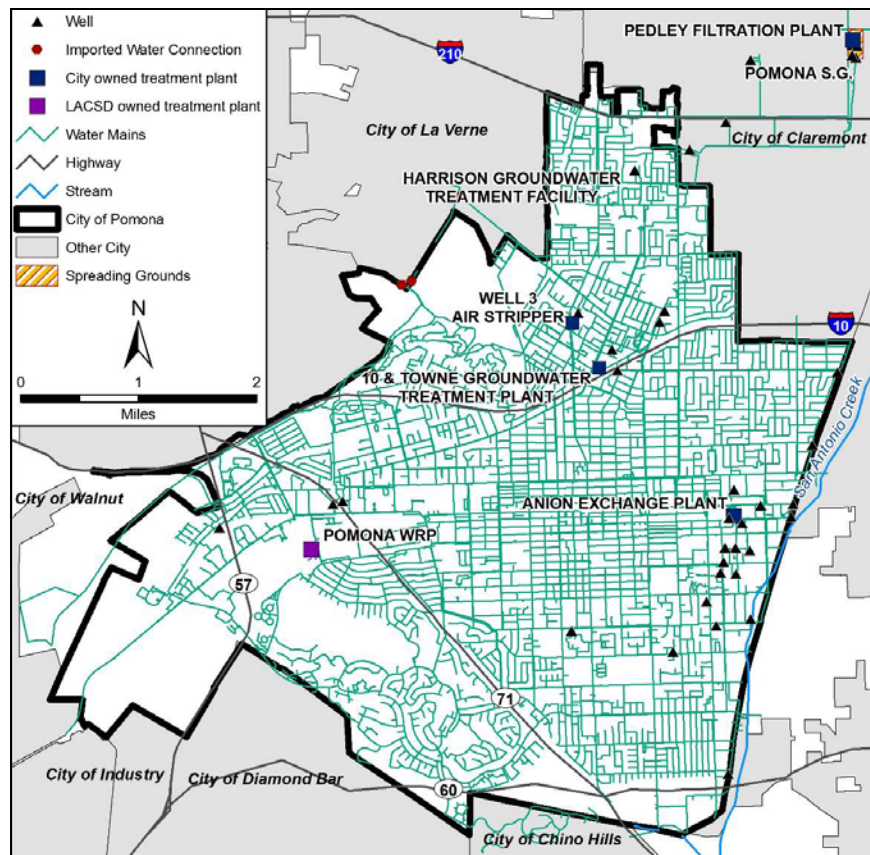 Well
Imported Water Connection
City owned treatment plant
LACSD owned treatment plant
Water Mains
Highway
Stream
City of Pomona
Other City
Spreading Grounds
N
0 1 2
Miles
PEDLEY FILTRATION PLANT
210
POMONA S.G.
City of La Verne
City of Claremont
HARRISON GROUNDWATER
TREATMENT FACILITY
WELL 3
AIR STRIPPER
10
10 & TOWNE GROUNDWATER
TREATMENT PLANT
San Antonio Creek
City of Walnut
ANION EXCHANGE PLANT
POMONA WRP
57
71
City of Industry
City of Diamond Bar
60
City of Chino Hills